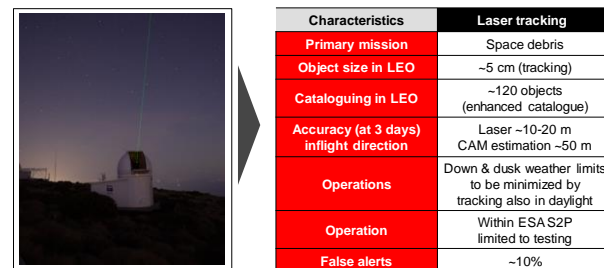 Characteristics
Laser tracking
Primary mission
Space debris
Object size in LEO
~5 cm (tracking)
Cataloguing in LEO
~120 objects
(enhanced catalogue)
Accuracy (at 3 days)
inflight direction
Laser ~10-20 m
CAM estimation ~50 m
Operations
Down & dusk weather limits
to be minimized by
tracking also in daylight
Operation
Within ESA S2P
limited to testing
False alerts
~10%